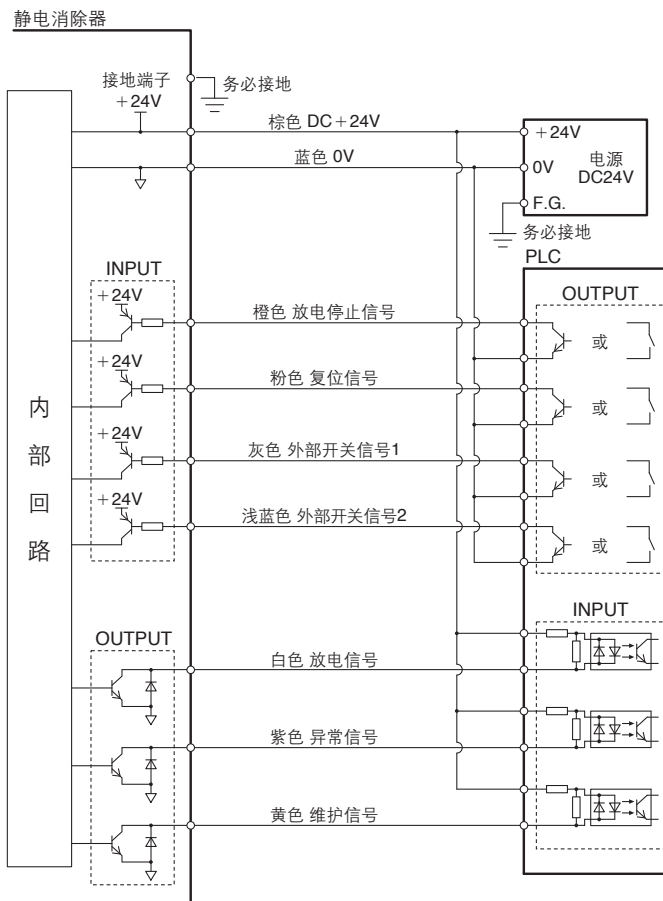 静电消除器
接地端子
+24V
务必接地
棕色 DC+24V
蓝色 0V
+24V
0V
F.G.
电源
DC24V
务必接地
PLC
INPUT
OUTPUT
+24V
橙色 放电停止信号
或
+24V
粉色 复位信号
或
+24V
灰色 外部开关信号1
或
+24V
浅蓝色 外部开关信号2
或
内部回路
OUTPUT
INPUT
白色 放电信号
紫色 异常信号
黄色 维护信号